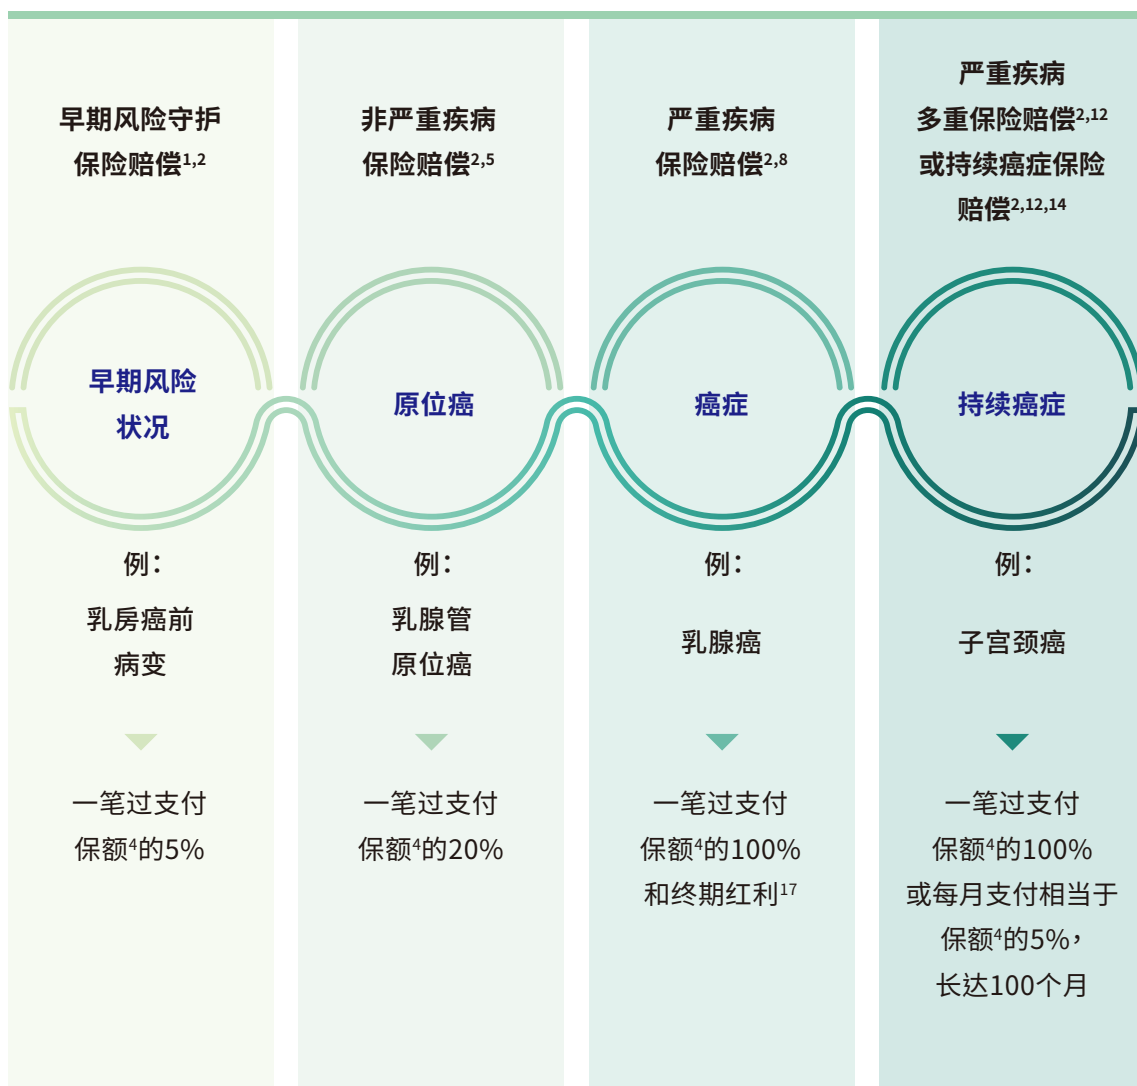 早期风险守护
保险赔偿1,2
早期风险
状况
例：
乳房癌前
病变
一笔过支付
保额4的5%
非严重疾病
保险赔偿2,5
原位癌
例：
乳腺管
原位癌
一笔过支付
保额4的20%
严重疾病
保险赔偿2,8
癌症
例：
乳腺癌
一笔过支付
保额4的100%
和终期红利17
严重疾病
多重保险赔偿2,12
或持续癌症保险
赔偿2,12,14
持续癌症
例：
子宫颈癌
一笔过支付
保额4的100%
或每月支付相当于
保额4的5%，
长达100个月